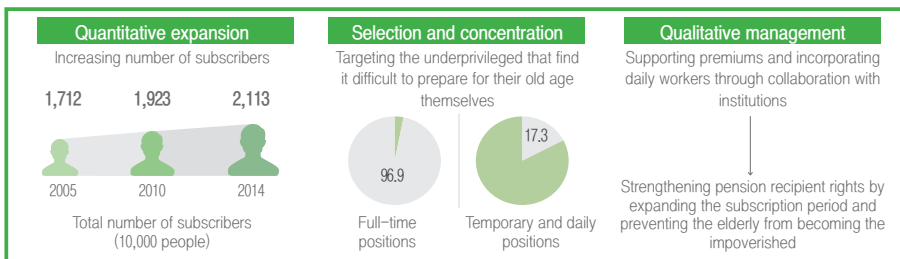 Quantitative expansion
Increasing number of subscribers
1,712
1,923
2,113
2005
2010
2014
Total number of subscribers
(10,000 people)
Selection and concentration
Targeting the underprivileged that find
it difficult to prepare for their old age
themselves
96.9
17.3
Full-time
positions
Temporary and daily
positions
Qualitative management
Supporting premiums and incorporating
daily workers through collaboration with
institutions
Strengthening pension recipient rights by
expanding the subscription period and
preventing the elderly from becoming the
impoverished